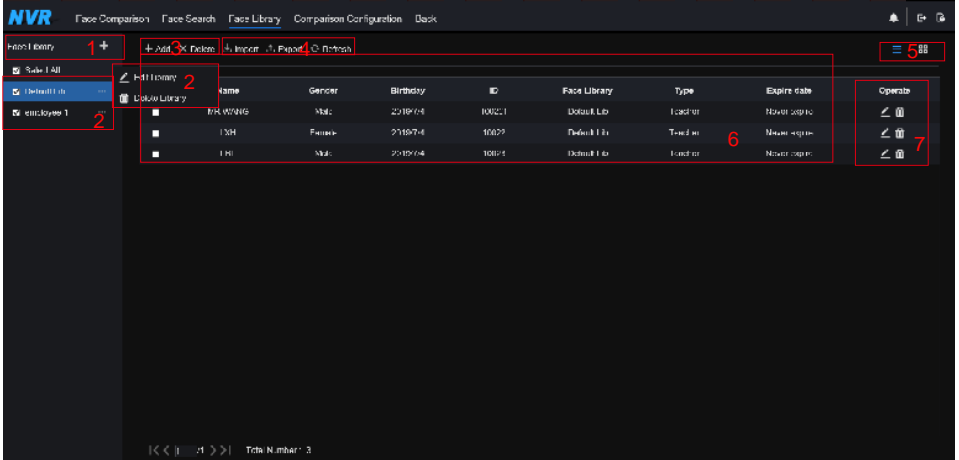 NVR Face Comparison Face Search Face Library Comparison Configuration Back
Face Library 1 + Add 3 Delete Import Export 4 Refresh 5
Select All
Edit Library 2
Default Lib Name Gender Birthday ID Face Library Type Expire date Operate
Delete Library
employee 1 2 MR.WANG Male 2019/7/4 Default Lib Teacher Never expire
LXH Female 2019/7/4 Default Lib Teacher Never expire 6 7
Male 2019/7/4 Default Lib Teacher Never expire
/1 Total Number: 3